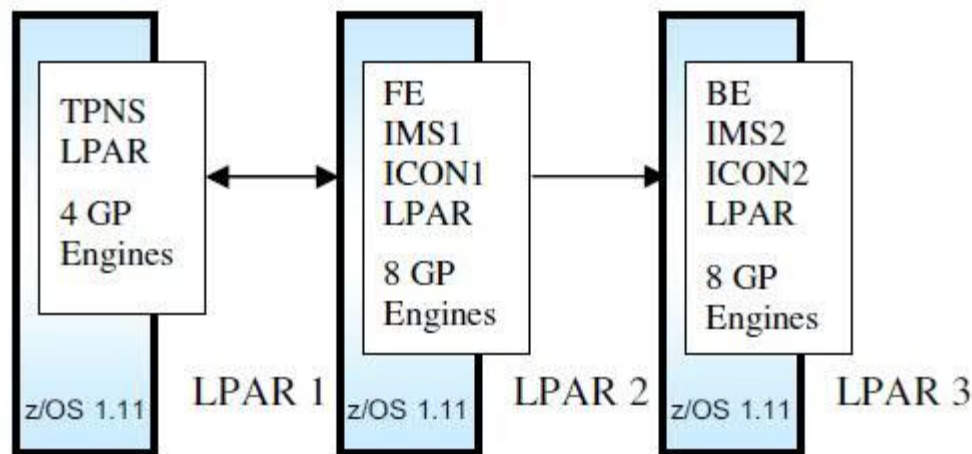 TPNS
LPAR
4 GP
Engines
z/OS 1.11
LPAR 1
FE
IMS1
ICON1
LPAR
8 GP
Engines
z/OS 1.11
LPAR 2
BE
IMS2
ICON2
LPAR
8 GP
Engines
z/OS 1.11
LPAR 3